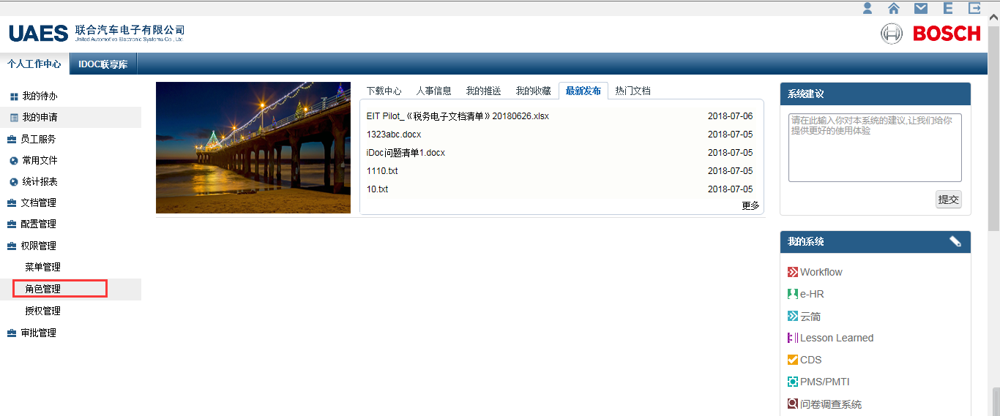 E
UAES 联合汽车电子有限公司
United Automotive Electronic Systems Co., Ltd
BOSCH
个人工作中心
IDOC联享库
我的待办
我的申请
员工服务
常用文件
统计报表
文档管理
配置管理
权限管理
菜单管理
角色管理
授权管理
审批管理
下载中心
人事信息
我的推送
我的收藏
最新发布
热门文档
EIT Pilot_《税务电子文档清单》20180626.xlsx 2018-07-06
1323abc.docx 2018-07-05
iDoc问题清单1.docx 2018-07-05
1110.txt 2018-07-05
10.txt 2018-07-05
更多
系统建议
请在此输入你对本系统的建议,让我们给你
提供更好的使用体验
提交
我的系统
Workflow
e-HR
云简
Lesson Learned
CDS
PMS/PMTI
问卷调查系统